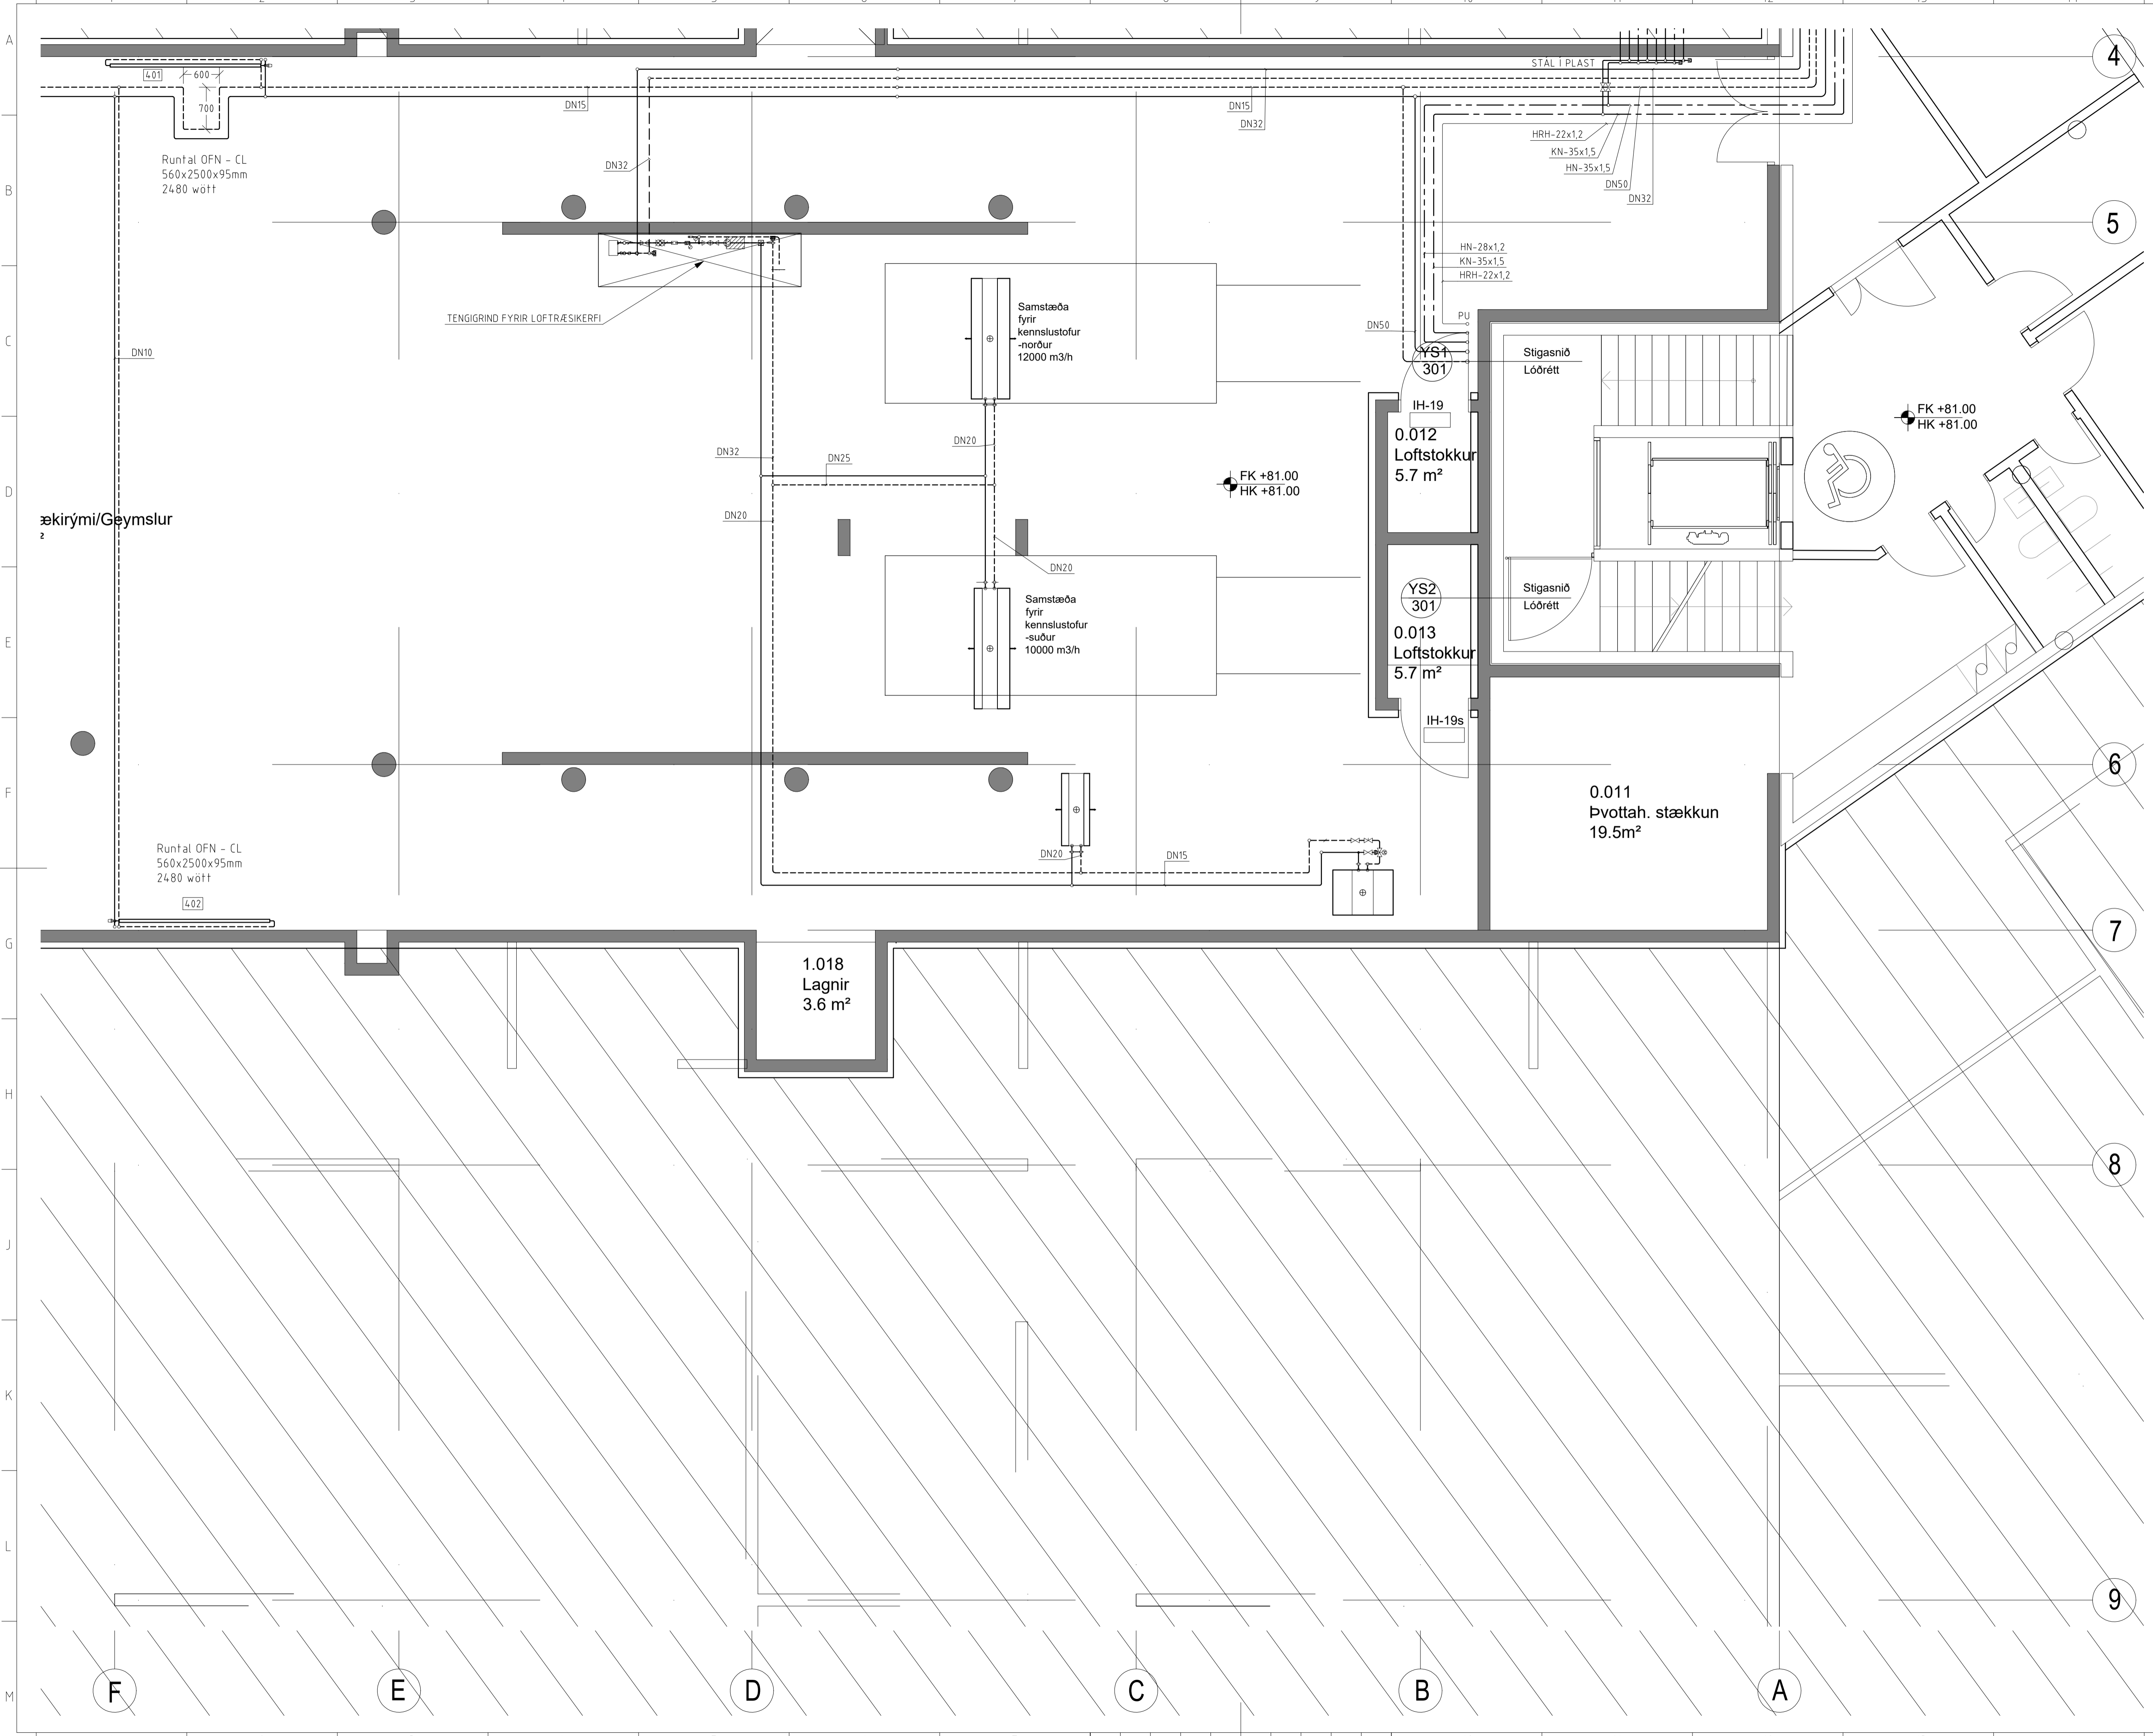 A
401
600
700
DN15
DN15
DN32
STÁL Í PLAST
4
Runtal OFN - CL
560x2500x95mm
2480 wött
DN32
HRH-22x1,2
KN-35x1,5
HN-35x1,5
DN50
DN32
B
5
HN-28x1,2
KN-35x1,5
HRH-22x1,2
TENGIGRIND FYRIR LOFTRÆSIKERFI
Samstæða
fyrir
kennslustofur
-norður
12000 m3/h
PU
DN50
C
DN10
YS1
301
Stigasnið
Lóðrétt
IH-19
0.012
Loftstokkur
5.7 m²
FK +81.00
HK +81.00
DN20
DN32
DN25
D
FK +81.00
HK +81.00
ækirými/Geymslur
DN20
DN20
YS2
301
Stigasnið
Lóðrétt
Samstæða
fyrir
kennslustofur
-suður
10000 m3/h
E
0.013
Loftstokkur
5.7 m²
IH-19s
6
F
0.011
Þvottah. stækkun
19.5m²
Runtal OFN - CL
560x2500x95mm
2480 wött
DN20
DN15
402
7
G
1.018
Lagnir
3.6 m²
H
8
J
K
L
9
M
F
E
D
C
B
A